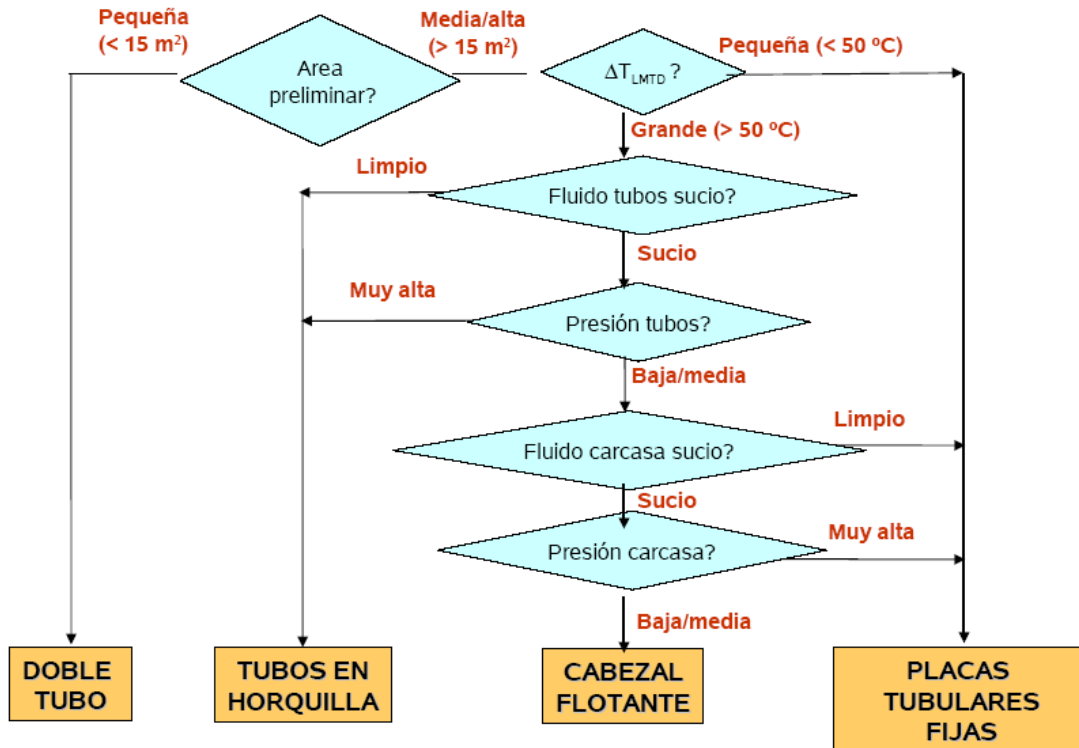 Pequeña
(< 15 m²)
Media/alta
(> 15 m²)
Area
preliminar?
ΔT_LMTD ?
Pequeña (< 50 ºC)
Grande (> 50 ºC)
Limpio
Fluido tubos sucio?
Sucio
Muy alta
Presión tubos?
Baja/media
Limpio
Fluido carcasa sucio?
Sucio
Muy alta
Presión carcasa?
Baja/media
DOBLE
TUBO
TUBOS EN
HORQUILLA
CABEZAL
FLOTANTE
PLACAS
TUBULARES
FIJAS